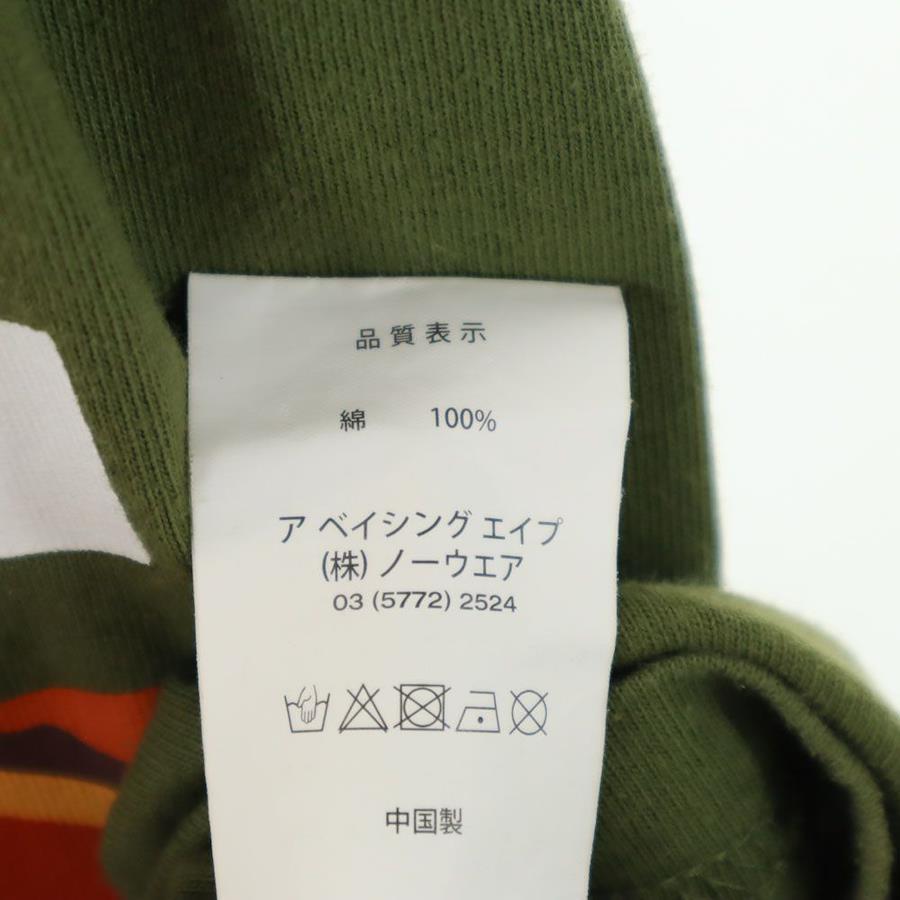 品質表示
綿 100%
ア ベイシング エイプ
(株) ノーウエア
03 (5772) 2524
中国製